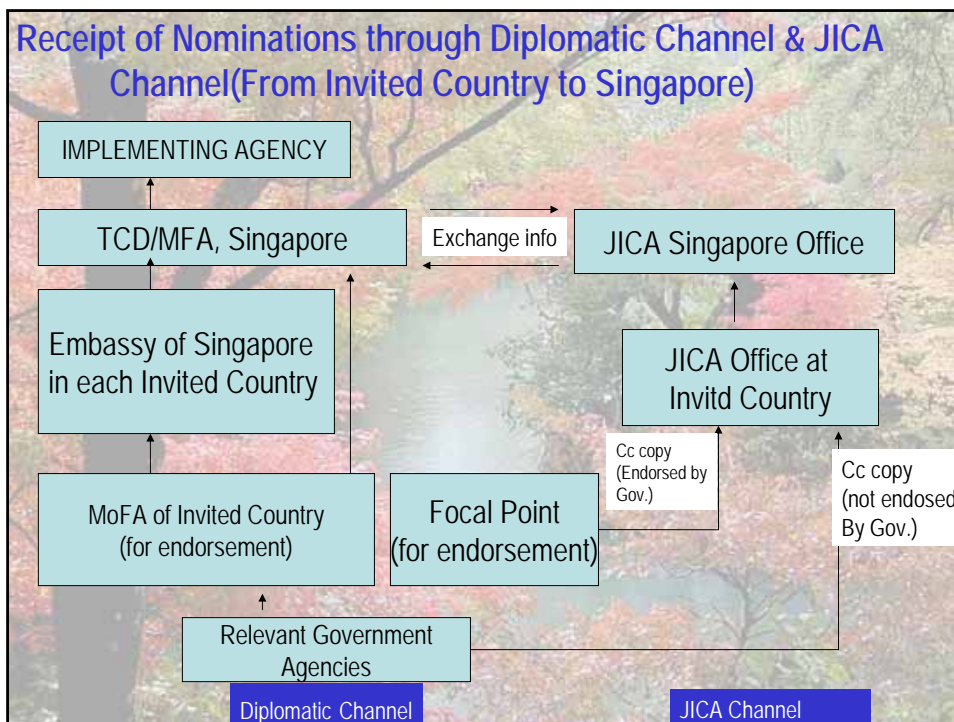 Receipt of Nominations through Diplomatic Channel & JICA
Channel(From Invited Country to Singapore)
IMPLEMENTING AGENCY
TCD/MFA, Singapore
Exchange info
JICA Singapore Office
Embassy of Singapore
in each Invited Country
JICA Office at
Invitd Country
Cc copy
(Endorsed by
Gov.)
Cc copy
(not endosed
By Gov.)
MoFA of Invited Country
(for endorsement)
Focal Point
(for endorsement)
Relevant Government
Agencies
Diplomatic Channel
JICA Channel